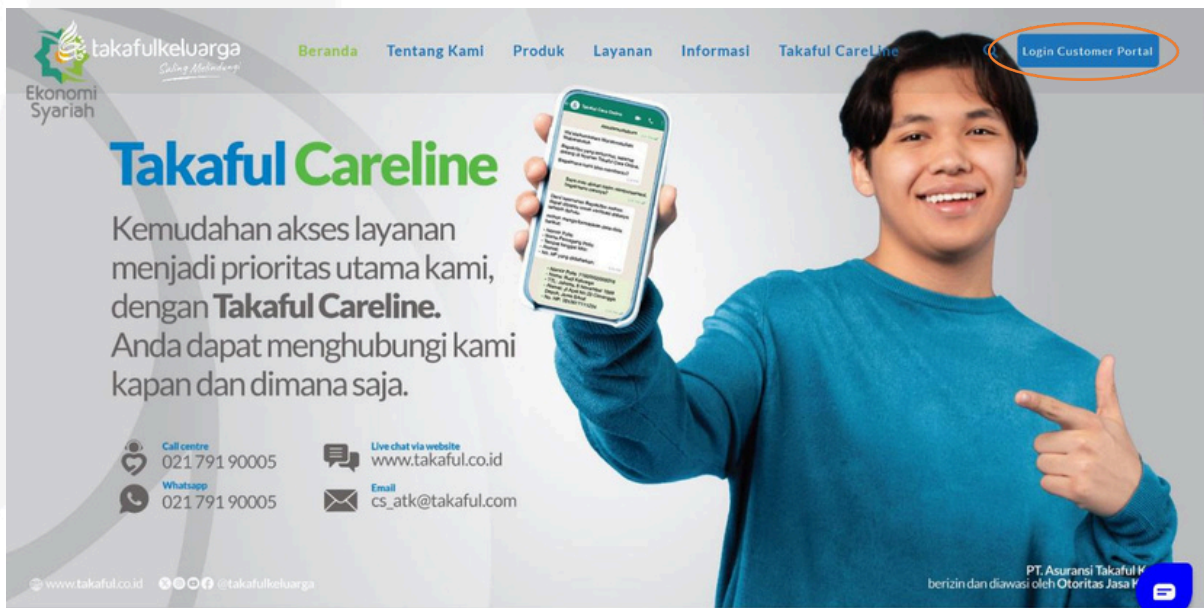 takafulkeluarga
Saling Melindungi
Ekonomi
Syariah
Beranda Tentang Kami Produk Layanan Informasi Takaful CareLine
Login Customer Portal
Takaful Careline
Kemudahan akses layanan
menjadi prioritas utama kami,
dengan Takaful Careline.
Anda dapat menghubungi kami
kapan dan dimana saja.
Call centre
021 791 90005
Live chat via website
www.takaful.co.id
Whatsapp
021 791 90005
Email
cs_atk@takaful.com
www.takaful.co.id @takafulkeluarga
PT. Asuransi Takaful
berizin dan diawasi oleh Otoritas Jasa